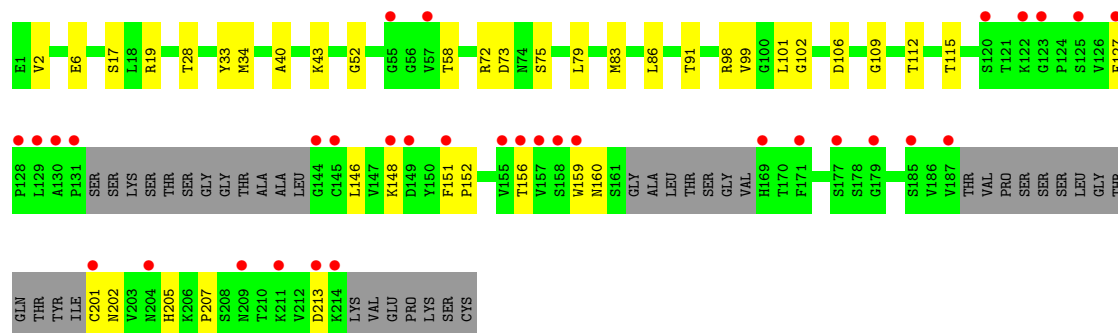 E1 V2 E6 S17 L18 R19 T28 Y33 M34 A40 K43 G52 G55 G56 V57 T58 R72 D73 N74 S75 L79 M83 L86 T91 R98 V99 G100 L101 G102 D106 G109 T112 T115 S120 T121 K122 G123 P124 S125 V126 F127
P128 L129 A130 P131 SER SER LYS SER THR SER GLY GLY THR ALA ALA LEU G144 C145 L146 V147 K148 D149 Y150 F151 P152 V155 T156 V157 S158 W159 N160 S161 GLY ALA LEU THR SER GLY VAL H169 T170 F171 S177 S178 G179 S185 V186 V187 THR VAL PRO SER SER SER LEU GLY THR
GLN THR TYR ILE C201 N202 V203 N204 H205 K206 P207 S208 N209 T210 K211 V212 D213 K214 LYS VAL GLU PRO LYS SER CYS